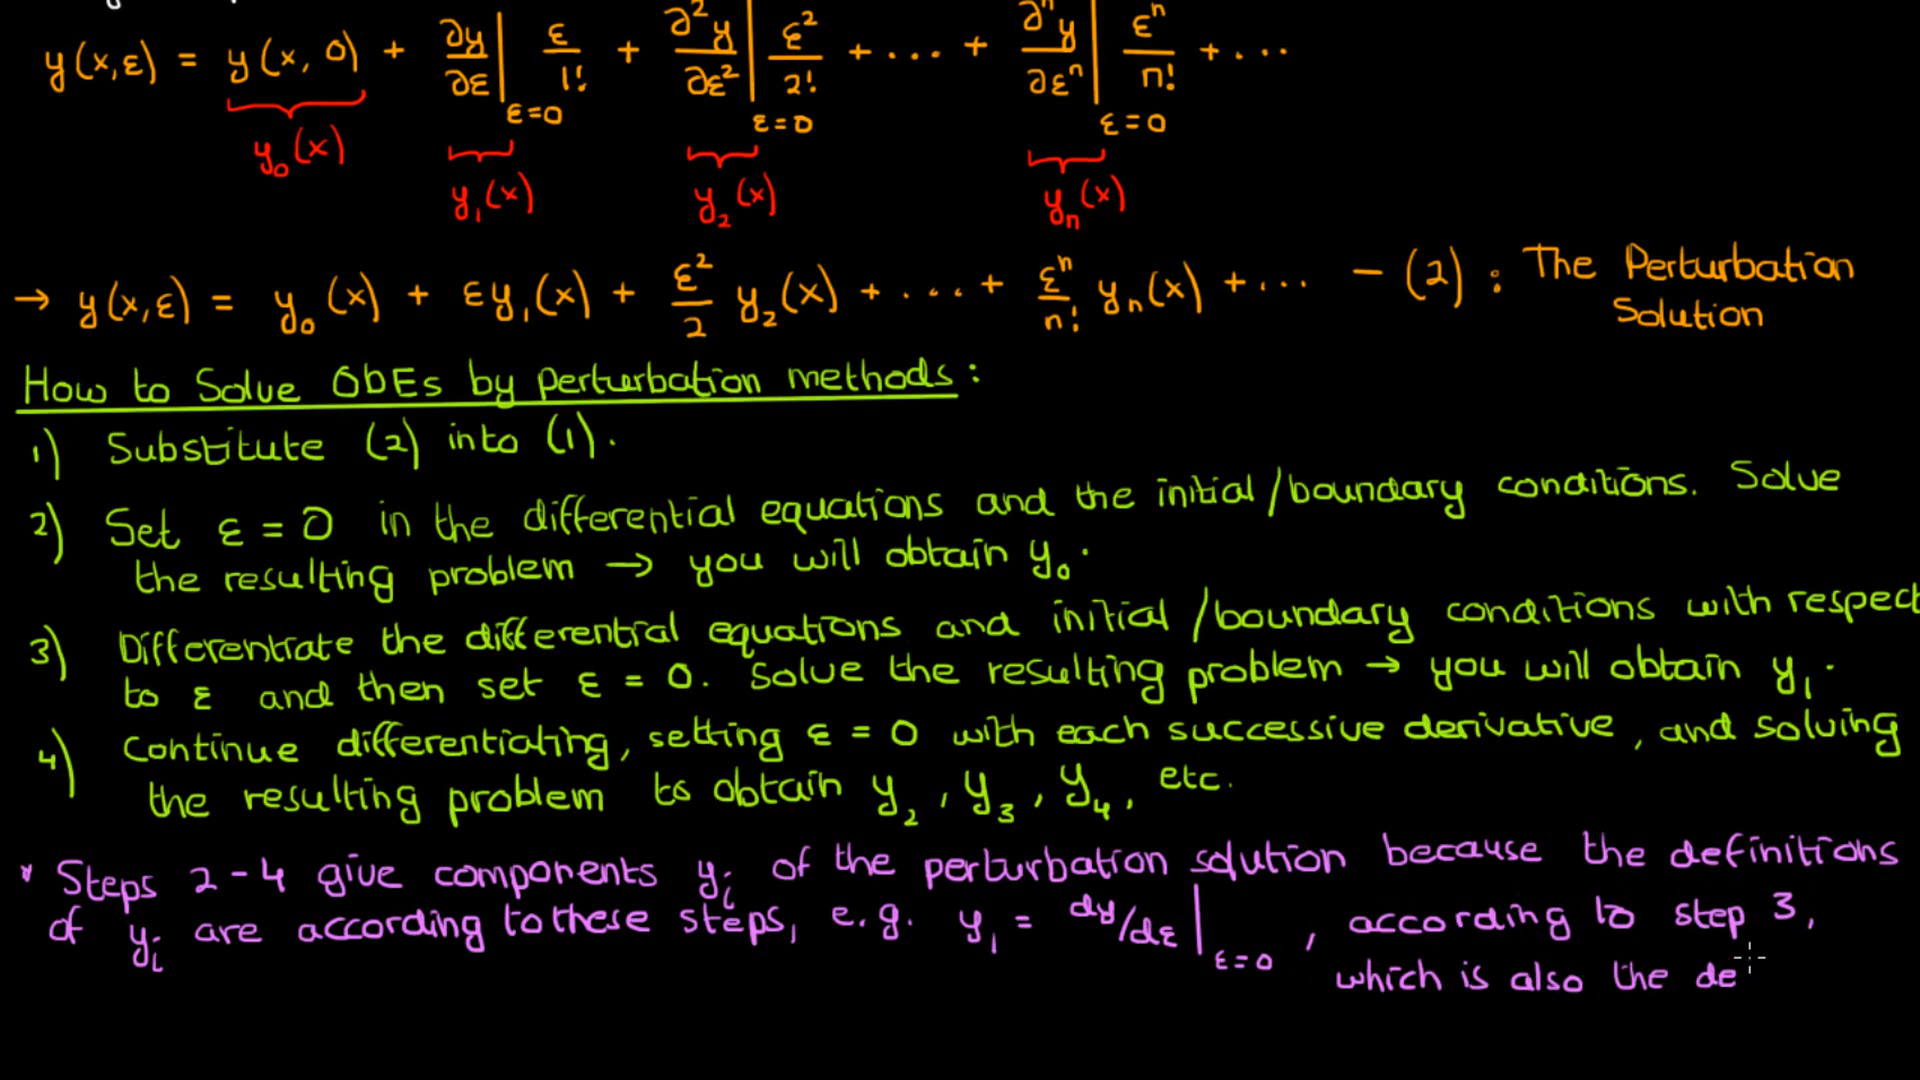 y(x,ε) = y(x, 0) + ∂y/∂ε |ε=0 ε/1! + ∂²y/∂ε² |ε=0 ε²/2! + ... + ∂ⁿy/∂εⁿ |ε=0 εⁿ/n! + ...
y₀(x) y₁(x) y₂(x) yₙ(x)
→ y(x,ε) = y₀(x) + εy₁(x) + ε²/2 y₂(x) + ... + εⁿ/n! yₙ(x) + ... - (2) : The Perturbation
Solution
How to Solve ODEs by perturbation methods:
1) Substitute (2) into (1).
2) Set ε = 0 in the differential equations and the initial/boundary conditions. Solve
the resulting problem → you will obtain y₀.
3) Differentiate the differential equations and initial/boundary conditions with respect
to ε and then set ε = 0. Solve the resulting problem → you will obtain y₁.
4) Continue differentiating, setting ε = 0 with each successive derivative, and solving
the resulting problem to obtain y₂, y₃, y₄, etc.
* Steps 2-4 give components yᵢ of the perturbation solution because the definitions
of yᵢ are according to these steps, e.g. y₁ = dy/dε |ε=0, according to step 3,
which is also the de